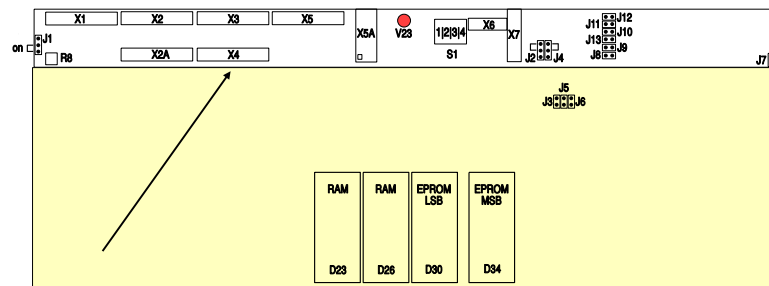 X1 X2 X3 X5 X6 J12
J11
X5A V23 1|2|3|4 X7 J10
on J1 J13
R8 X2A X4 S1 J2 J4 J9
J8 J7
J5
J3 J6
RAM RAM EPROM LSB EPROM MSB
D23 D26 D30 D34